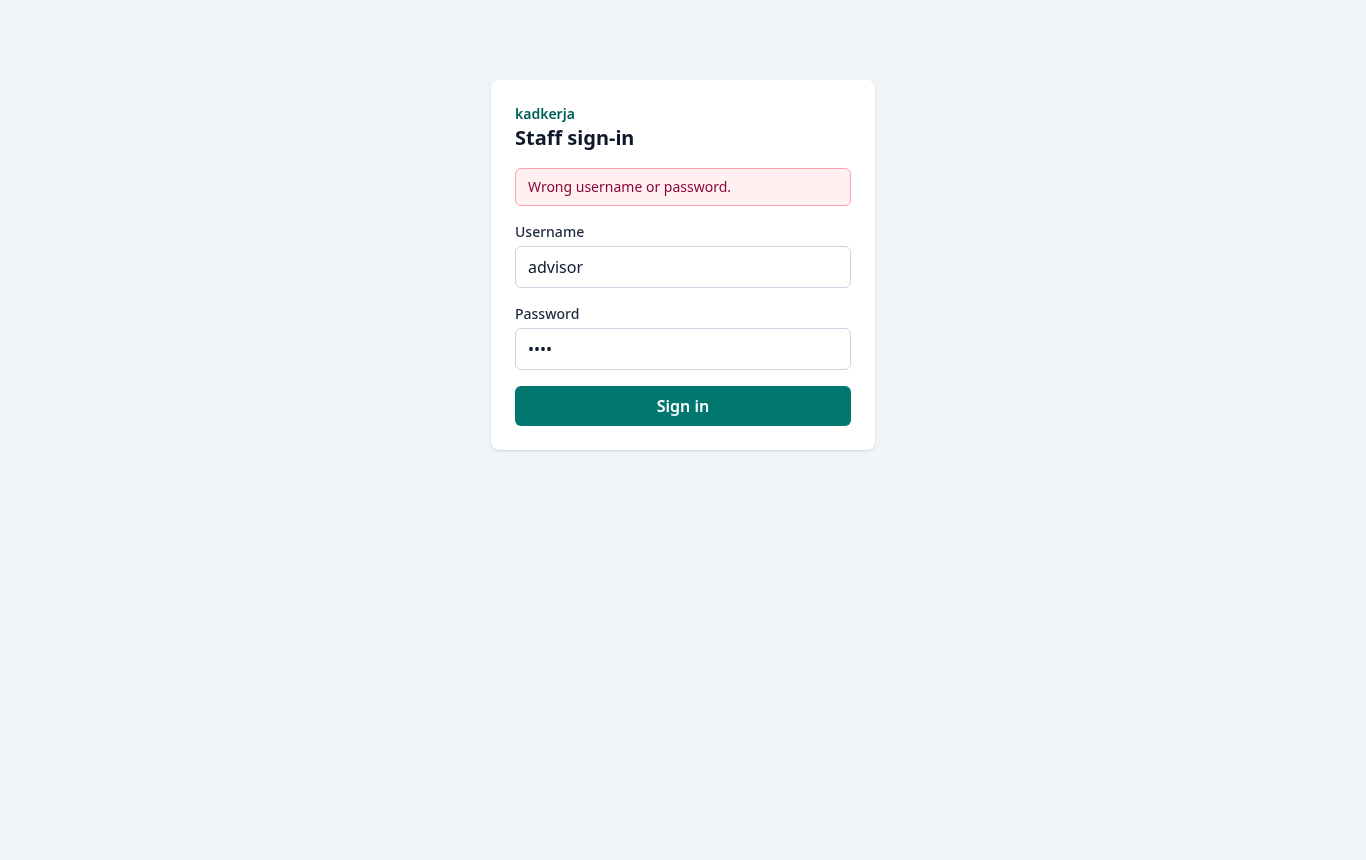 kadkerja
Staff sign-in
Wrong username or password.
Username
advisor
Password
••••
Sign in